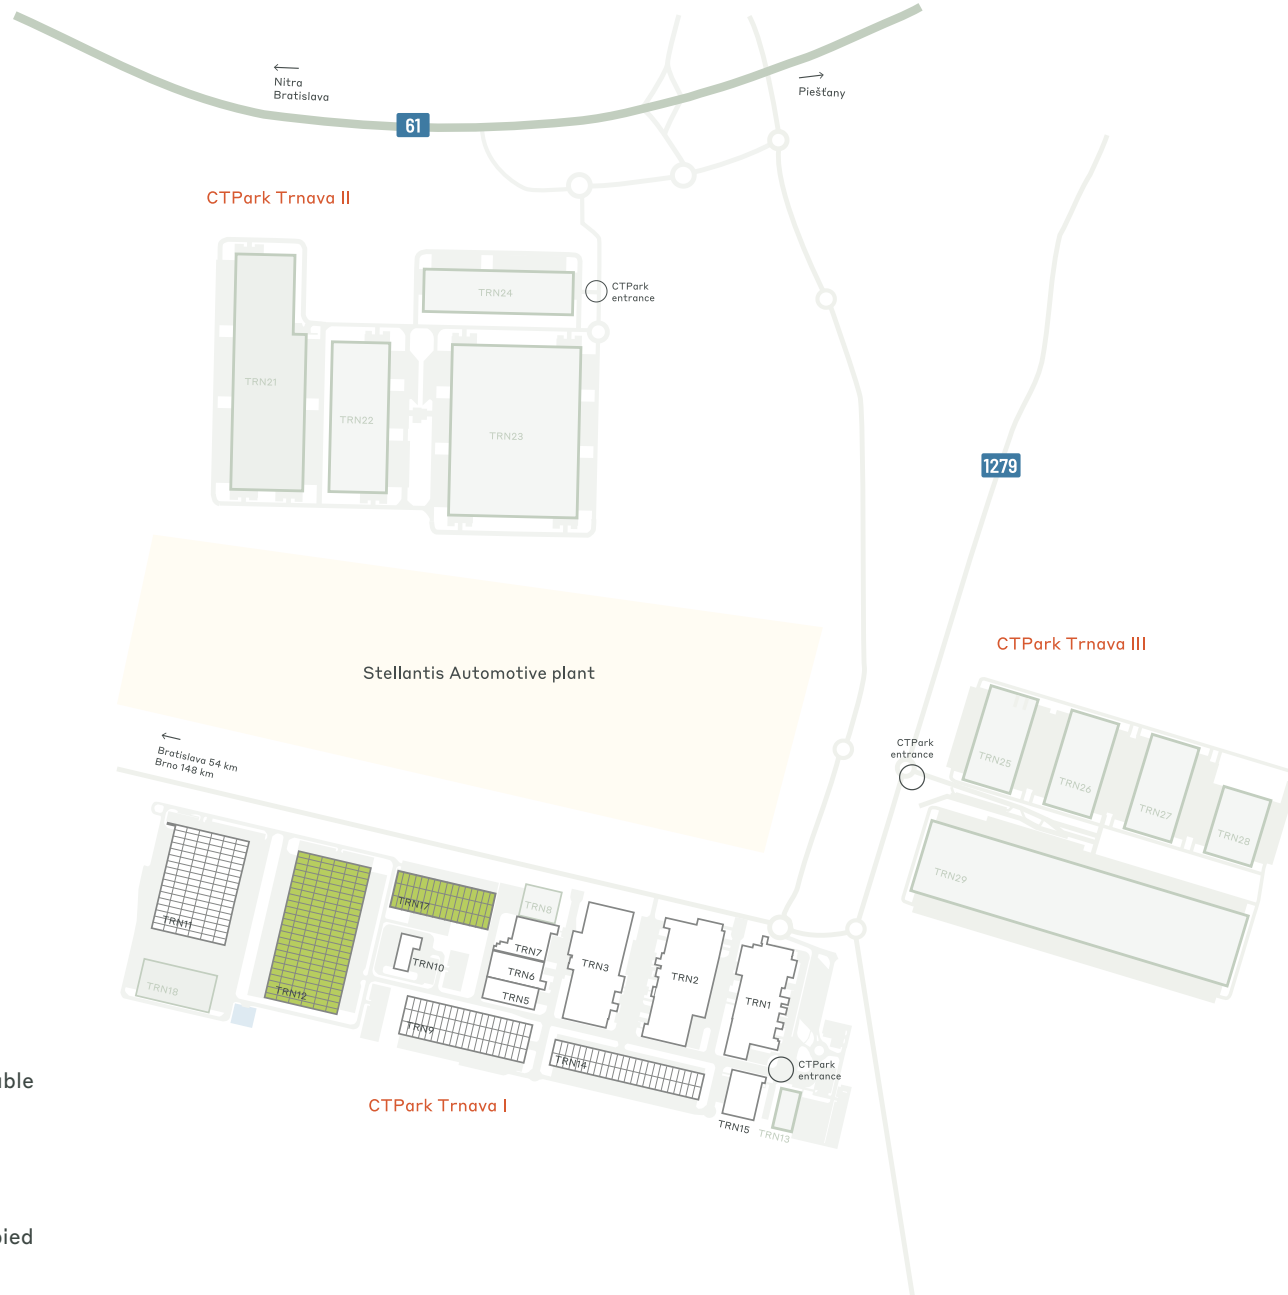 Nitra
Bratislava
Piešťany
61
CTPark Trnava II
TRN24
CTPark
entrance
TRN21
TRN22
TRN23
1279
CTPark Trnava III
Stellantis Automotive plant
Bratislava 54 km
Brno 148 km
CTPark
entrance
TRN25
TRN26
TRN27
TRN28
TRN29
TRN11
TRN18
TRN12
TRN17
TRN10
TRN8
TRN7
TRN6
TRN5
TRN9
TRN3
TRN2
TRN1
TRN14
CTPark
entrance
TRN15
TRN13
CTPark Trnava I